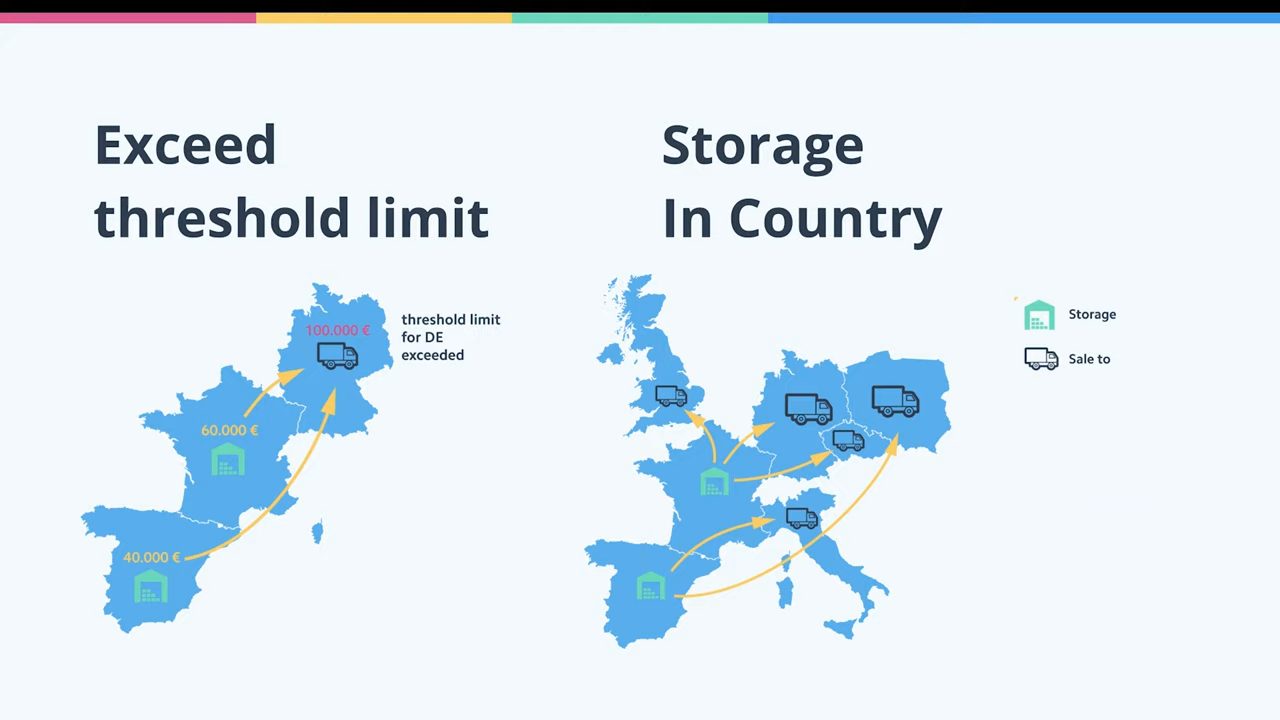 Exceed
threshold limit
100.000 €
threshold limit
for DE
exceeded
60.000 €
40.000 €
Storage
In Country
Storage
Sale to